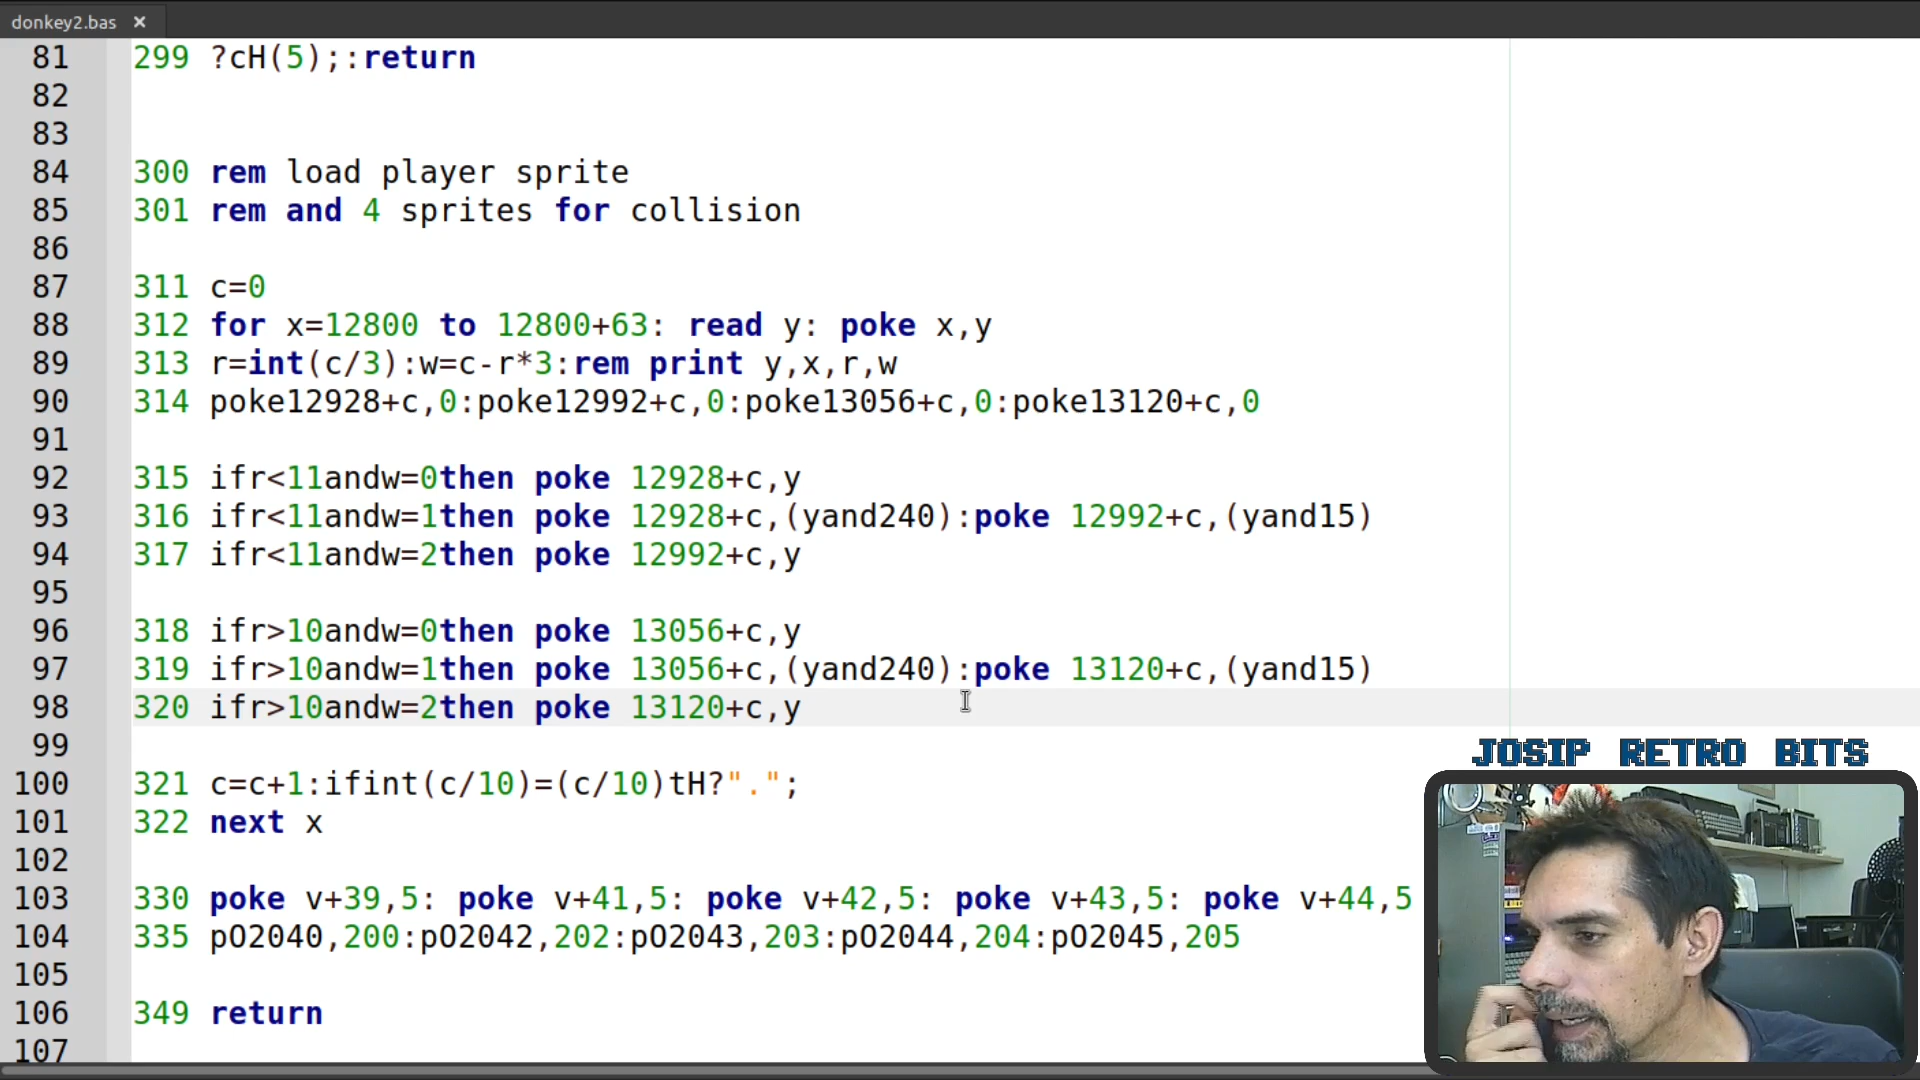 donkey2.bas ×
81 299 ?cH(5);:return
82
83
84 300 rem load player sprite
85 301 rem and 4 sprites for collision
86
87 311 c=0
88 312 for x=12800 to 12800+63: read y: poke x,y
89 313 r=int(c/3):w=c-r*3:rem print y,x,r,w
90 314 poke12928+c,0:poke12992+c,0:poke13056+c,0:poke13120+c,0
91
92 315 ifr<11andw=0then poke 12928+c,y
93 316 ifr<11andw=1then poke 12928+c,(yand240):poke 12992+c,(yand15)
94 317 ifr<11andw=2then poke 12992+c,y
95
96 318 ifr>10andw=0then poke 13056+c,y
97 319 ifr>10andw=1then poke 13056+c,(yand240):poke 13120+c,(yand15)
98 320 ifr>10andw=2then poke 13120+c,y
99
100 321 c=c+1:ifint(c/10)=(c/10)tH?".";
101 322 next x
102
103 330 poke v+39,5: poke v+41,5: poke v+42,5: poke v+43,5: poke v+44,5
104 335 pO2040,200:pO2042,202:pO2043,203:pO2044,204:pO2045,205
105
106 349 return
107
JOSIP RETRO BITS